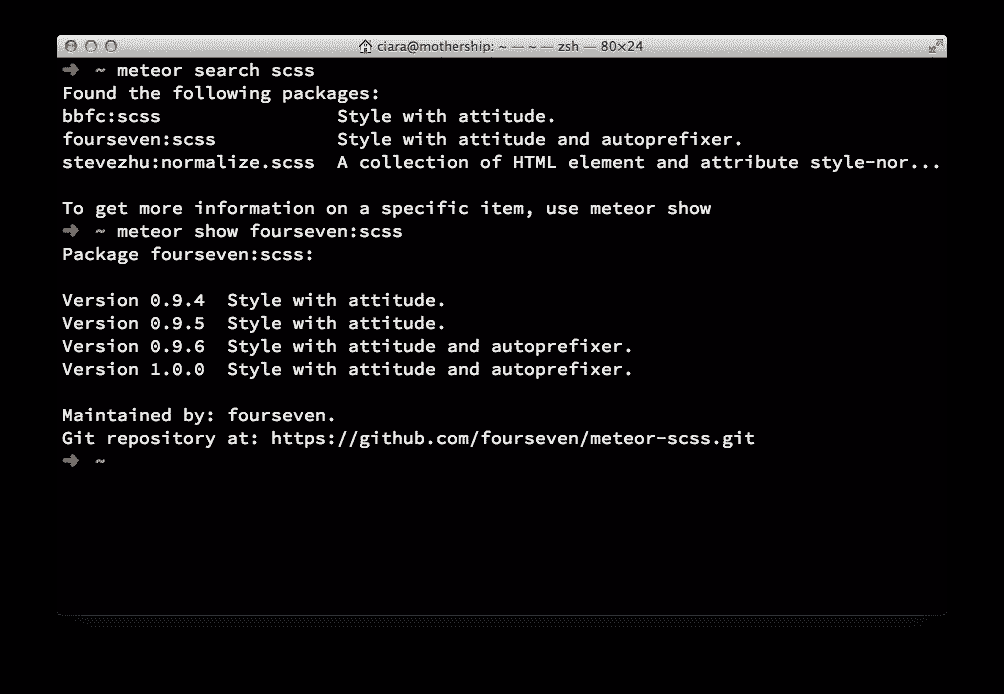 ciara@mothership: ~ — ~ — zsh — 80×24
➜ ~ meteor search scss
Found the following packages:
bbfc:scss                Style with attitude.
fourseven:scss           Style with attitude and autoprefixer.
stevezhu:normalize.scss  A collection of HTML element and attribute style-nor...

To get more information on a specific item, use meteor show
➜ ~ meteor show fourseven:scss
Package fourseven:scss:

Version 0.9.4  Style with attitude.
Version 0.9.5  Style with attitude.
Version 0.9.6  Style with attitude and autoprefixer.
Version 1.0.0  Style with attitude and autoprefixer.

Maintained by: fourseven.
Git repository at: https://github.com/fourseven/meteor-scss.git
➜ ~